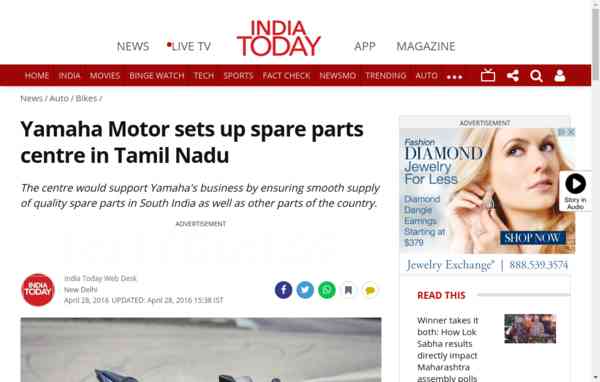 INDIA
TODAY
NEWS
LIVE TV
APP
MAGAZINE
HOME INDIA MOVIES BINGE WATCH TECH SPORTS FACT CHECK NEWSMO TRENDING AUTO
News / Auto / Bikes /
Yamaha Motor sets up spare parts
centre in Tamil Nadu
The centre would support Yamaha's business by ensuring smooth supply
of quality spare parts in South India as well as other parts of the country.
ADVERTISEMENT
INDIA
TODAY
India Today Web Desk
New Delhi
April 28, 2016 UPDATED: April 28, 2016 15:38 IST
ADVERTISEMENT
Fashion
DIAMOND
Jewelry
For Less
Diamond
Dangle
Earrings
Starting at
$379
SHOP NOW
Jewelry Exchange® | 888.539.3574
Story in
Audio
READ THIS
Winner takes
it both: How Lok
Sabha results
directly impact
Maharashtra
assembly polls